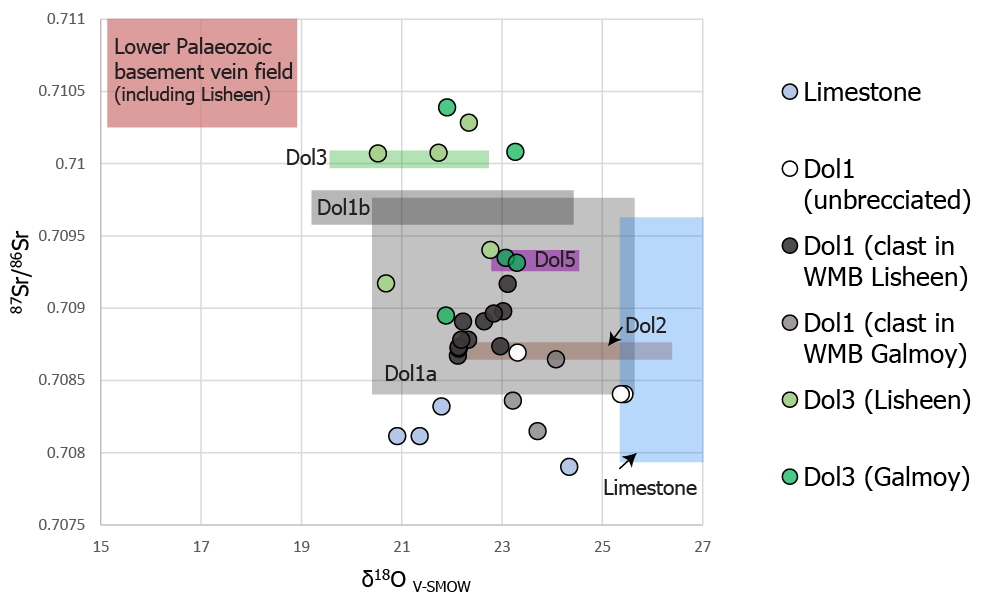 0.711
0.7105
0.71
0.7095
0.709
0.7085
0.708
0.7075
15
17
19
21
23
25
27
⁸⁷Sr/⁸⁶Sr
δ¹⁸O V-SMOW
Lower Palaeozoic
basement vein field
(including Lisheen)
Dol3
Dol1b
Dol5
Dol2
Dol1a
Limestone
Limestone
Dol1
(unbrecciated)
Dol1 (clast in
WMB Lisheen)
Dol1 (clast in
WMB Galmoy)
Dol3 (Lisheen)
Dol3 (Galmoy)